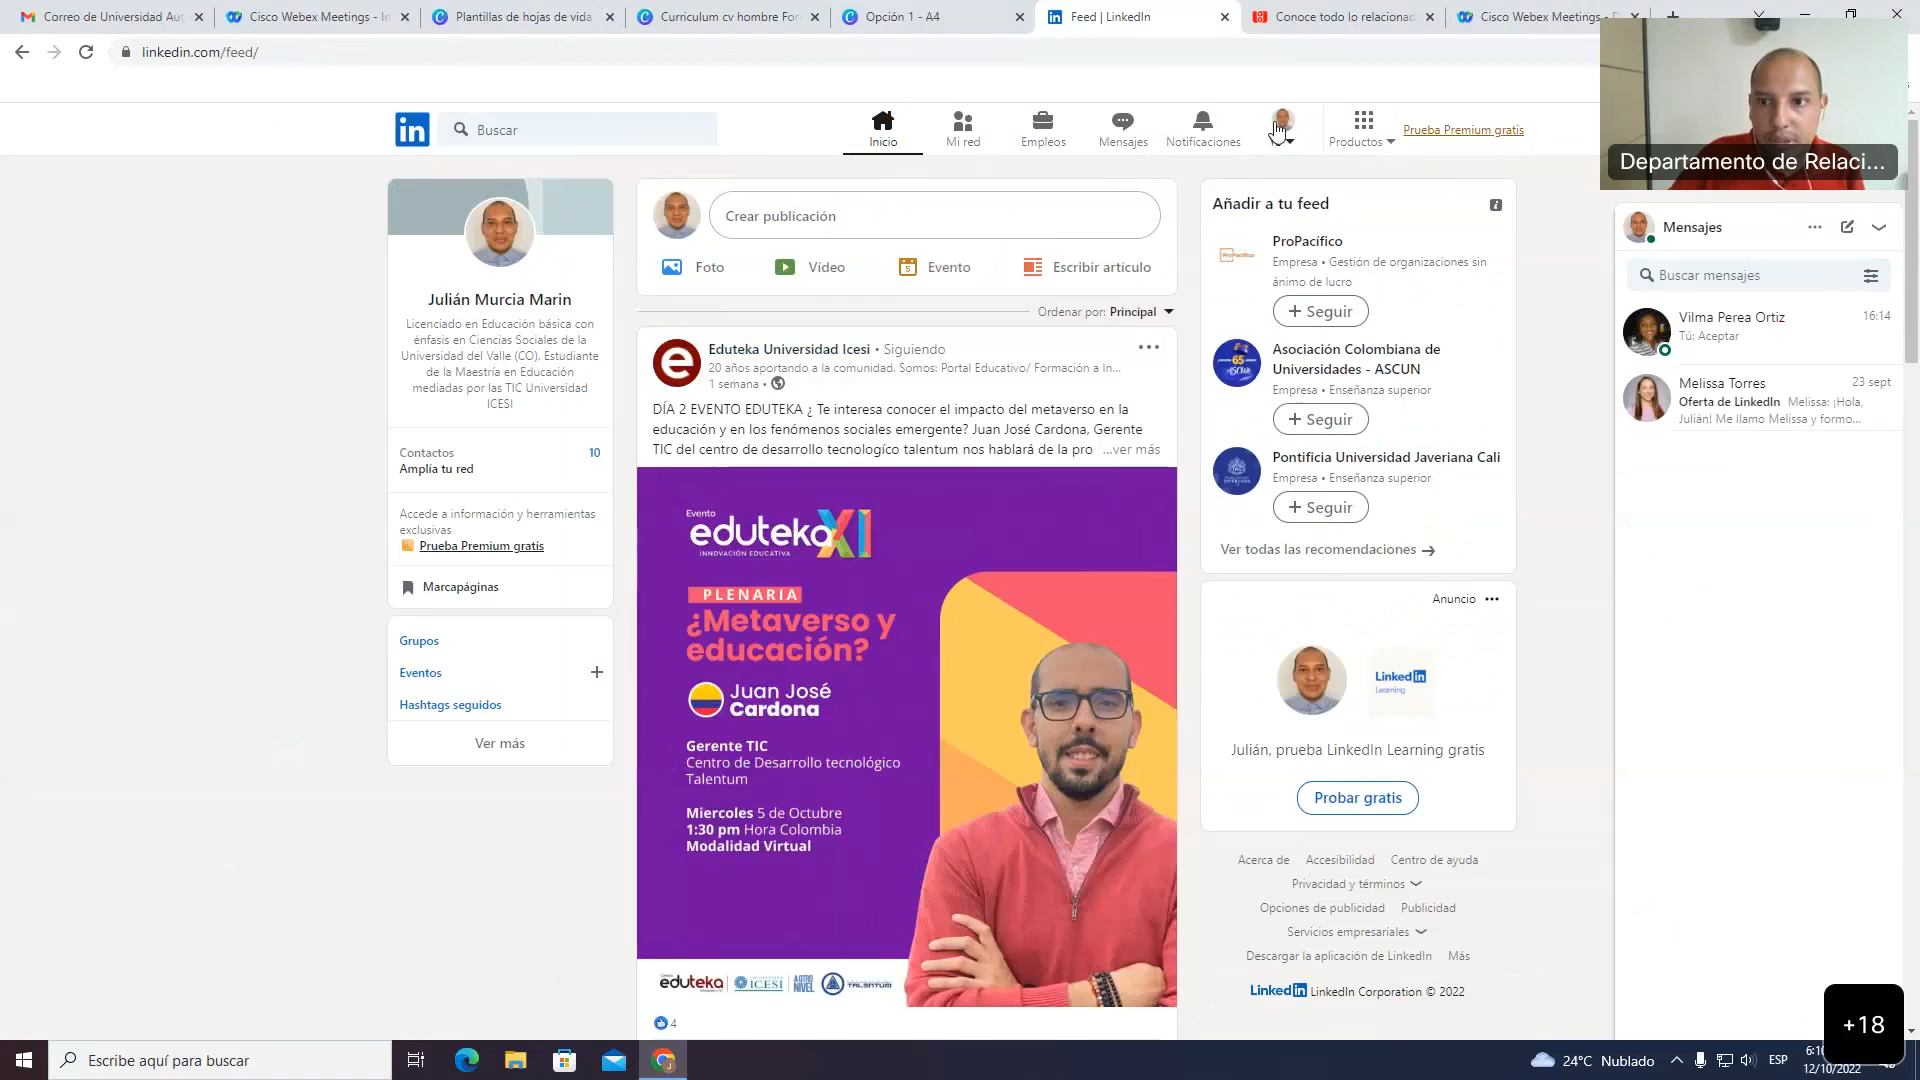 Correo de Universidad Aut
Cisco Webex Meetings - In
Plantillas de hojas de vida
Curriculum cv hombre For
Opción 1 - A4
Feed | LinkedIn
Conoce todo lo relacionad
Cisco Webex Meetings - D
linkedin.com/feed/
in
Buscar
Inicio
Mi red
Empleos
Mensajes
Notificaciones
Productos
Prueba Premium gratis
Departamento de Relaci...
Julián Murcia Marin
Licenciado en Educación básica con
énfasis en Ciencias Sociales de la
Universidad del Valle (CO). Estudiante
de la Maestría en Educación
mediadas por las TIC Universidad
ICESI
Contactos 10
Amplía tu red
Accede a información y herramientas
exclusivas
Prueba Premium gratis
Marcapáginas
Grupos
Eventos
Hashtags seguidos
Ver más
Crear publicación
Foto
Vídeo
Evento
Escribir artículo
Ordenar por: Principal
Eduteka Universidad Icesi • Siguiendo
20 años aportando a la comunidad. Somos: Portal Educativo/ Formación a In...
1 semana •
DÍA 2 EVENTO EDUTEKA ¿ Te interesa conocer el impacto del metaverso en la
educación y en los fenómenos sociales emergente? Juan José Cardona, Gerente
TIC del centro de desarrollo tecnologíco talentum nos hablará de la pro ...ver más
Evento
eduteka XI
INNOVACIÓN EDUCATIVA
PLENARIA
¿Metaverso y
educación?
Juan José
Cardona
Gerente TIC
Centro de Desarrollo tecnológico
Talentum
Miercoles 5 de Octubre
1:30 pm Hora Colombia
Modalidad Virtual
eduteka
ICESI
A OTRO
NIVEL
TALENTUM
4
Añadir a tu feed
ProPacífico
ProPacífico
Empresa • Gestión de organizaciones sin
ánimo de lucro
+ Seguir
65
ASCUN
Asociación Colombiana de
Universidades - ASCUN
Empresa • Enseñanza superior
+ Seguir
Pontificia Universidad Javeriana Cali
Empresa • Enseñanza superior
+ Seguir
Ver todas las recomendaciones →
Anuncio
Linked in
Learning
Julián, prueba LinkedIn Learning gratis
Probar gratis
Acerca de Accesibilidad Centro de ayuda
Privacidad y términos
Opciones de publicidad Publicidad
Servicios empresariales
Descargar la aplicación de LinkedIn Más
Linked in LinkedIn Corporation © 2022
Mensajes
Buscar mensajes
Vilma Perea Ortiz 16:14
Tú: Aceptar
Melissa Torres 23 sept
Oferta de LinkedIn Melissa: ¡Hola,
Julián! Me llamo Melissa y formo...
+18
Escribe aquí para buscar
24°C Nublado
ESP
12/10/2022